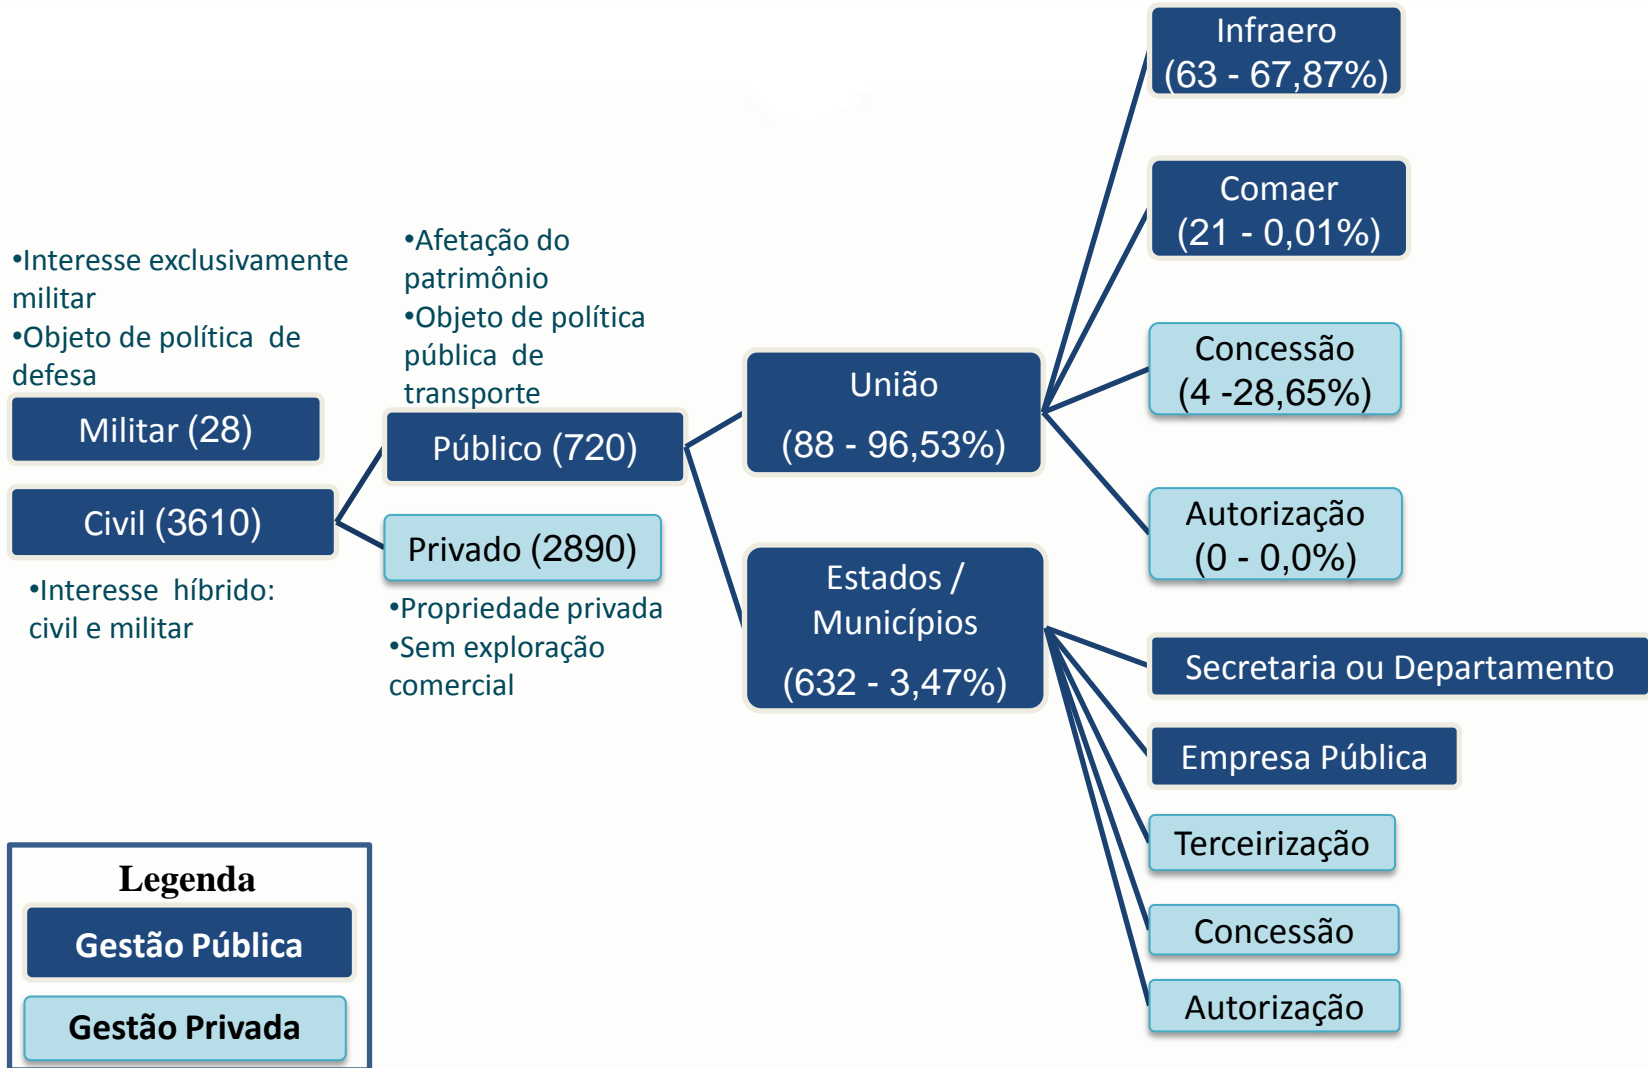 •Interesse exclusivamente
militar
•Objeto de política de
defesa
Militar (28)
Civil (3610)
•Interesse híbrido:
civil e militar
•Afetação do
patrimônio
•Objeto de política
pública de
transporte
Público (720)
Privado (2890)
•Propriedade privada
•Sem exploração
comercial
União
(88 - 96,53%)
Estados /
Municípios
(632 - 3,47%)
Infraero
(63 - 67,87%)
Comaer
(21 - 0,01%)
Concessão
(4 -28,65%)
Autorização
(0 - 0,0%)
Secretaria ou Departamento
Empresa Pública
Terceirização
Concessão
Autorização
Legenda
Gestão Pública
Gestão Privada